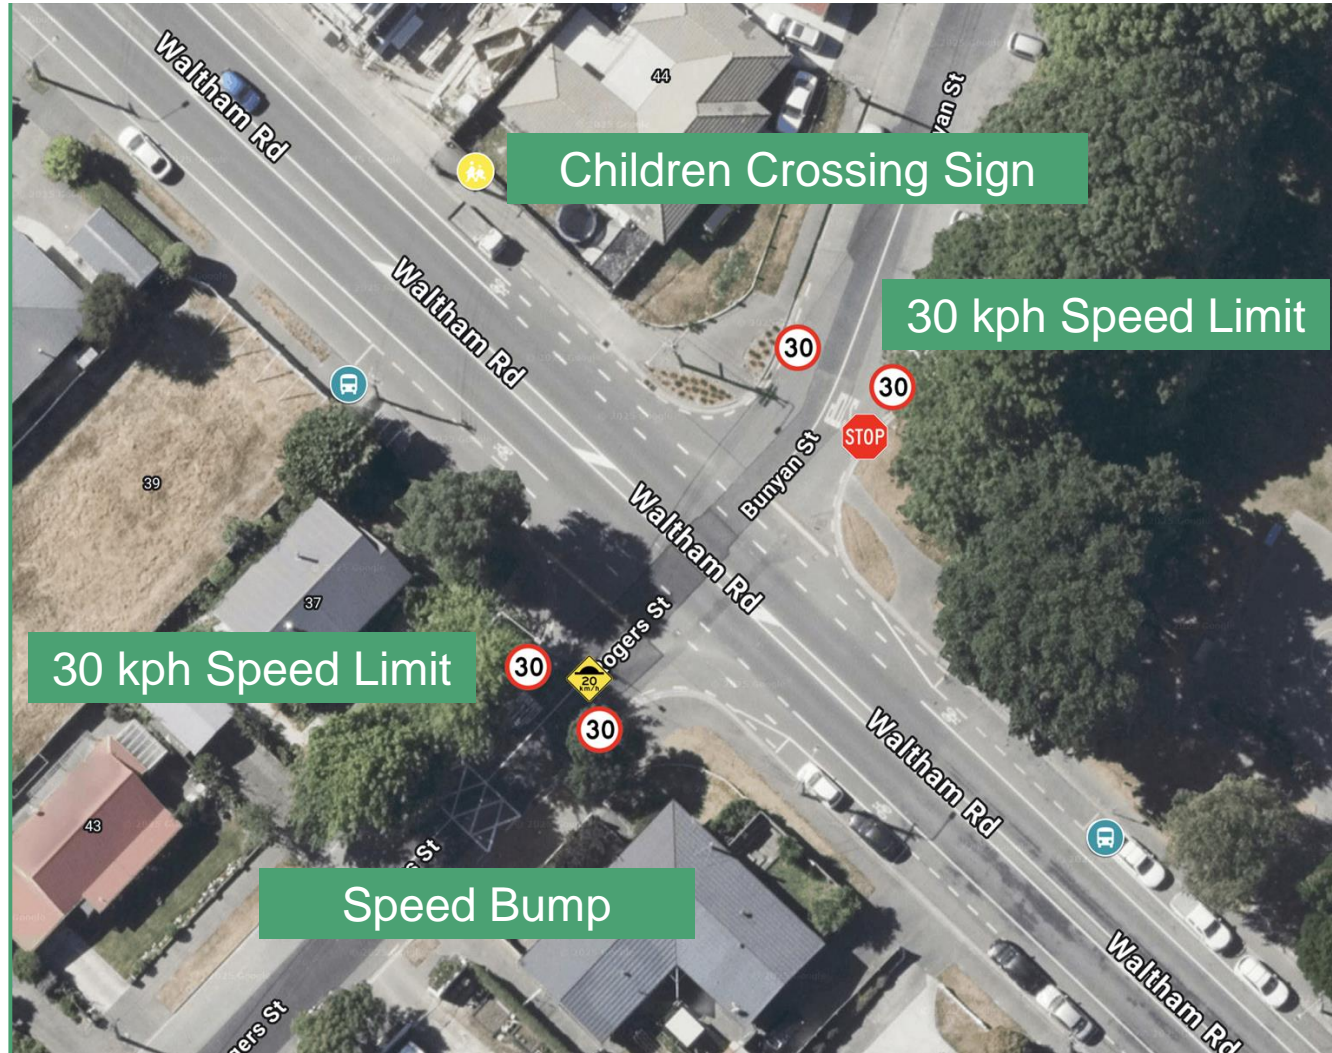 Waltham Rd
44
yan St
Children Crossing Sign
Waltham Rd
30 kph Speed Limit
30
30
STOP
Bunyan St
39
Waltham Rd
37
ogers St
30 kph Speed Limit
30
20
km/h
30
Waltham Rd
43
s St
Speed Bump
Waltham Rd
gers St